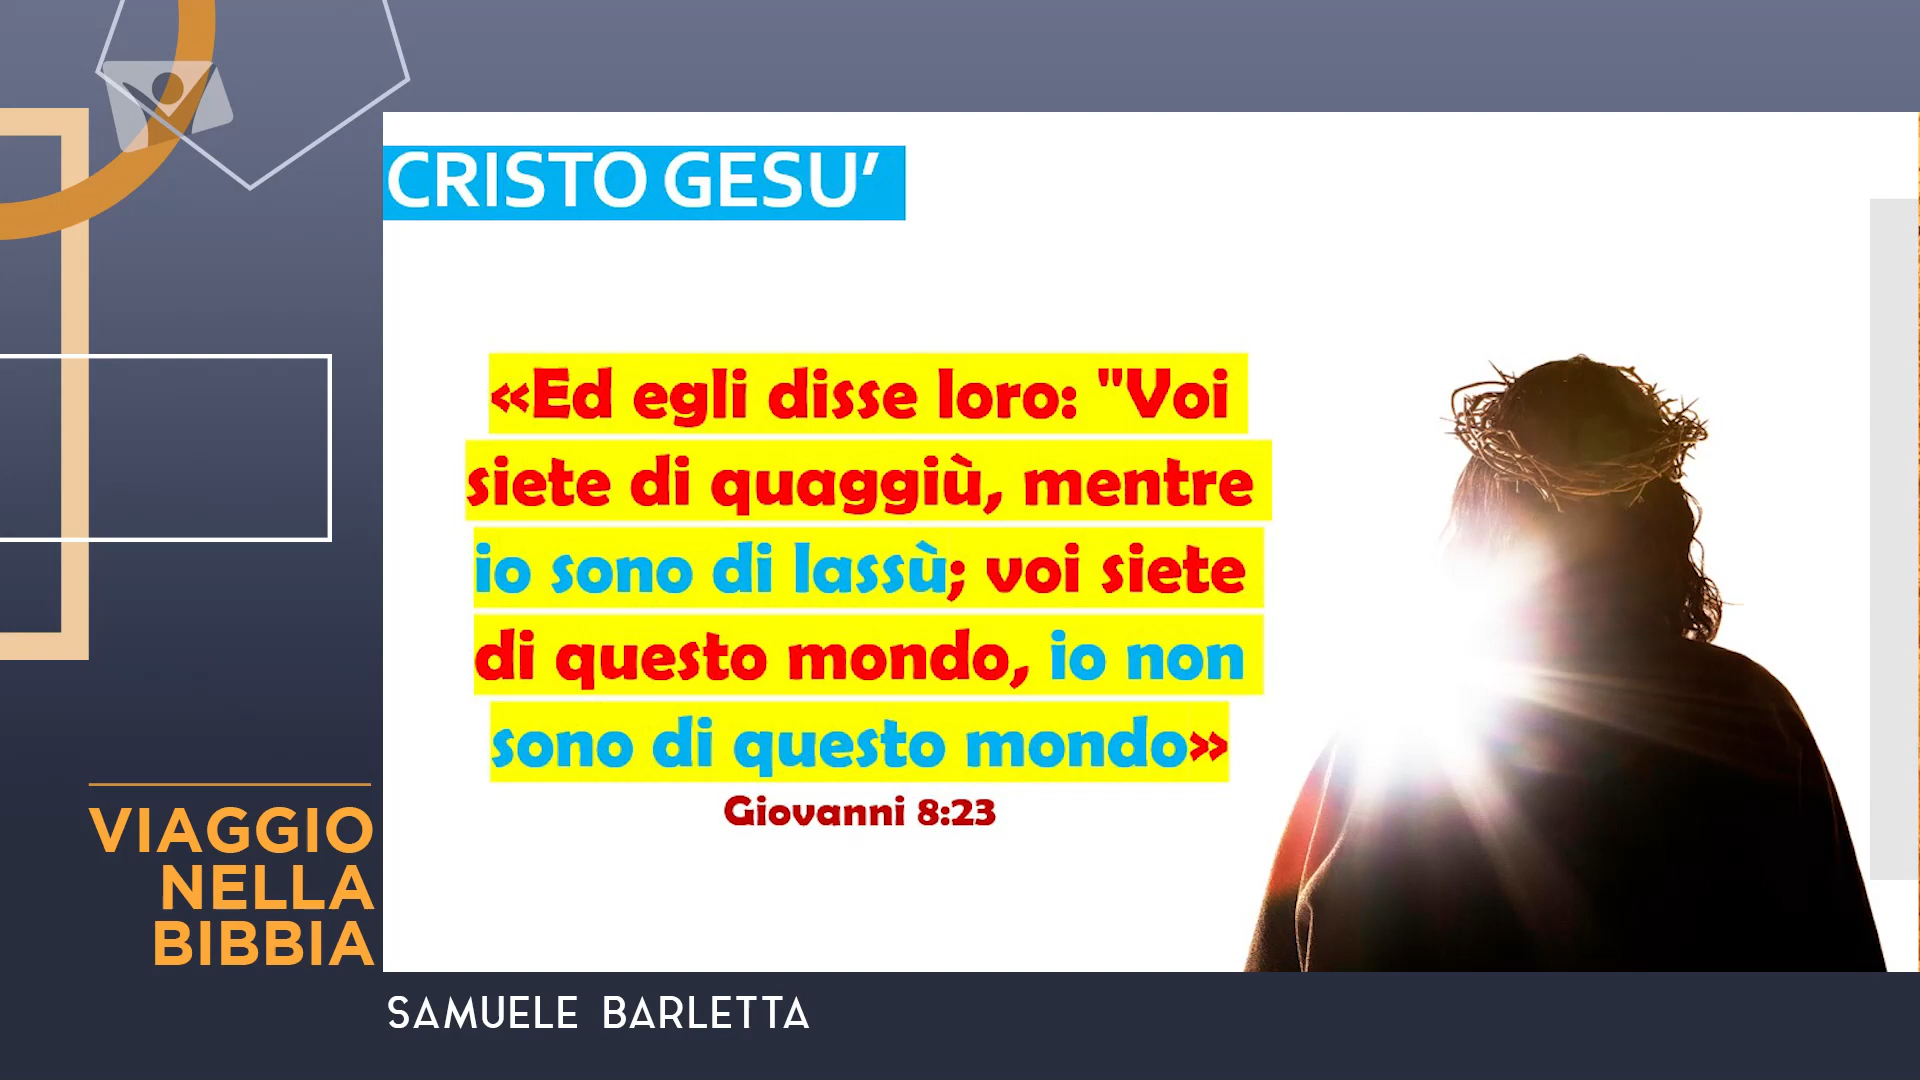 CRISTO GESU’
«Ed egli disse loro: "Voi
siete di quaggiù, mentre
io sono di lassù; voi siete
di questo mondo, io non
sono di questo mondo»
Giovanni 8:23
VIAGGIO
NELLA
BIBBIA
SAMUELE BARLETTA